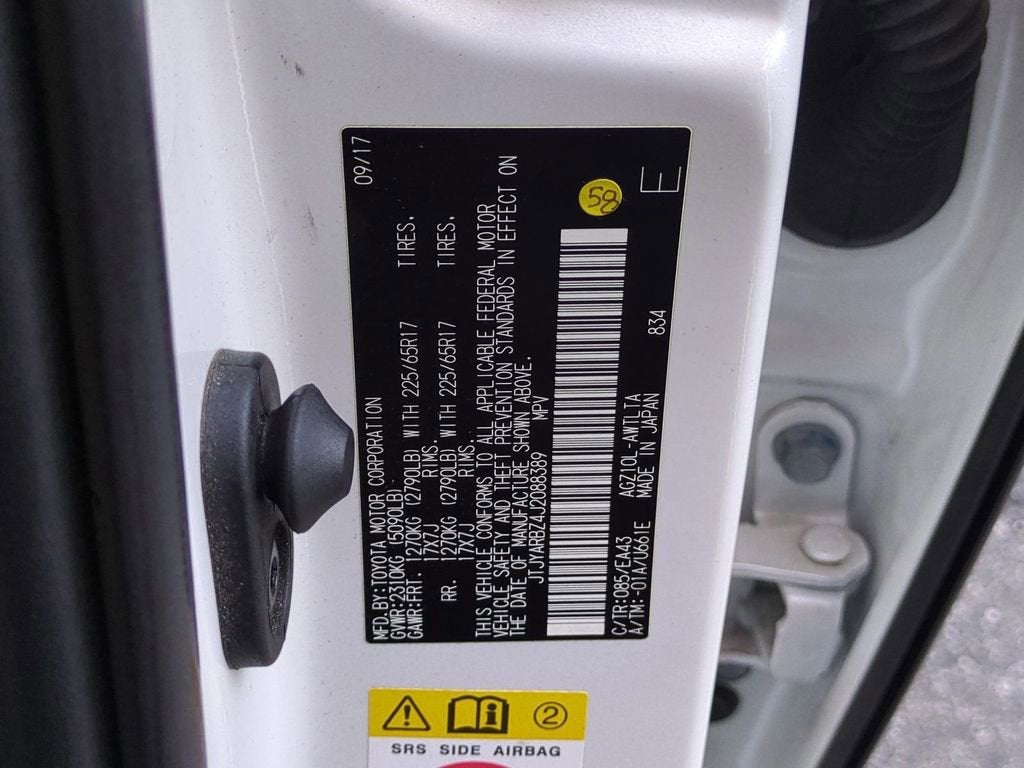 09/17
MFD. BY:TOYOTA MOTOR CORPORATION
GVWR:2310KG (5090LB)
GAWR:FRT. 1270KG (2790LB) WITH 225/65R17 TIRES.
17X7J RIMS.
RR. 1270KG (2790LB) WITH 225/65R17 TIRES.
17X7J RIMS.
THIS VEHICLE CONFORMS TO ALL APPLICABLE FEDERAL MOTOR
VEHICLE SAFETY AND THEFT PREVENTION STANDARDS IN EFFECT ON
THE DATE OF MANUFACTURE SHOWN ABOVE.
JTJYARBZ4J2088389 MPV
58
834
E
C/TR:085/EA43 AGZ10L-AWTLTA
A/TM:-01A/U661E MADE IN JAPAN
2
SRS SIDE AIRBAG